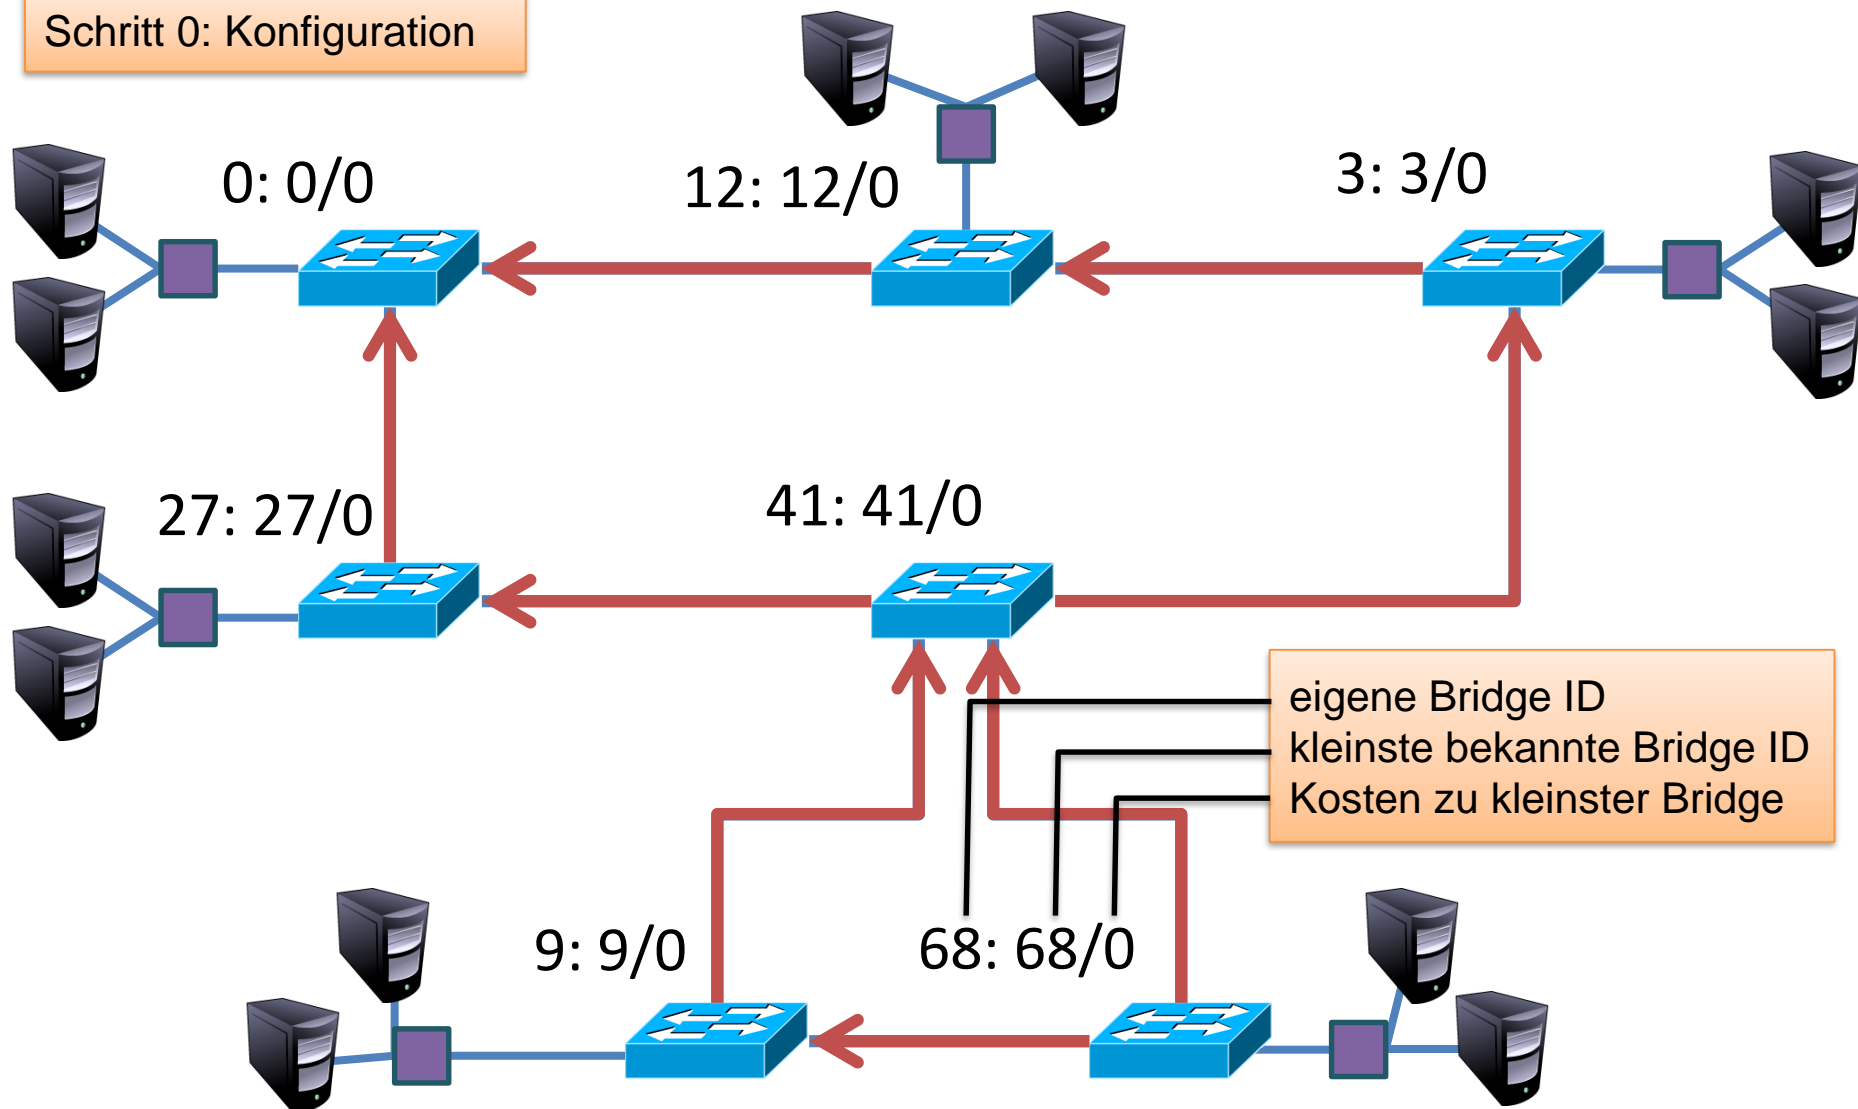 Schritt 0: Konfiguration
0: 0/0
12: 12/0
3: 3/0
27: 27/0
41: 41/0
eigene Bridge ID
kleinste bekannte Bridge ID
Kosten zu kleinster Bridge
9: 9/0
68: 68/0